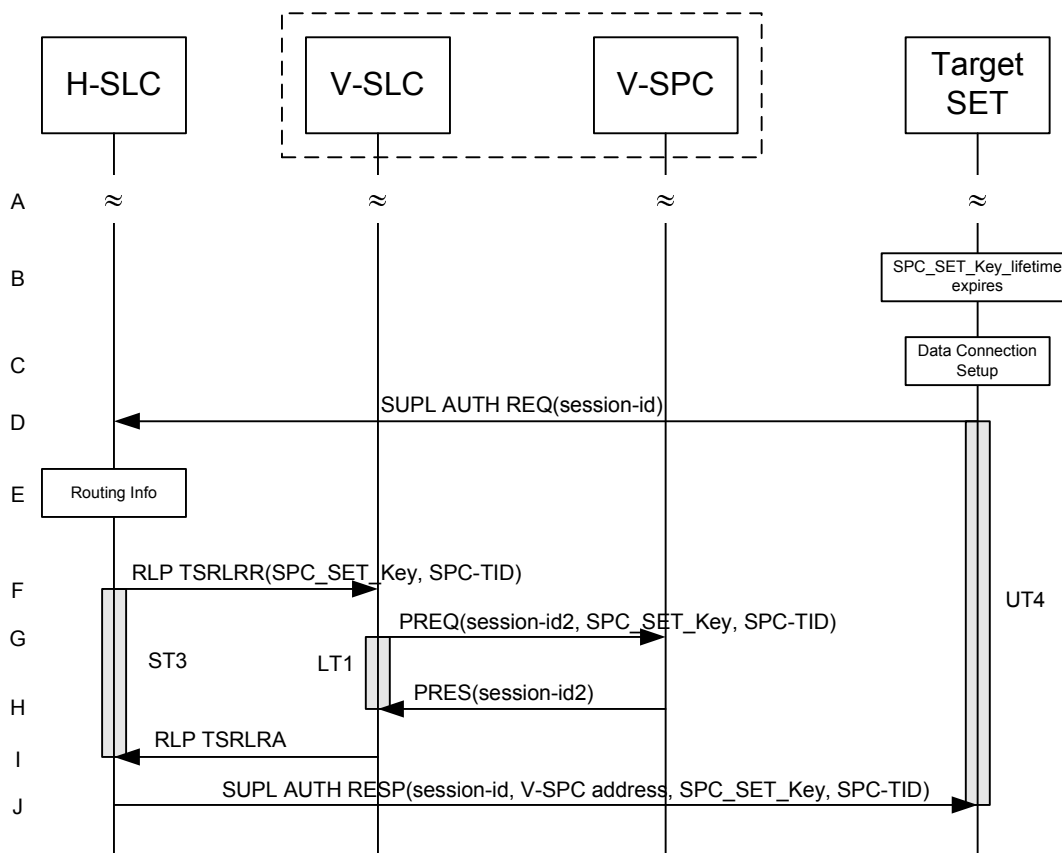 H-SLC
V-SLC
V-SPC
Target
SET
A
≈
≈
≈
≈
B
SPC_SET_Key_lifetime
expires
C
Data Connection
Setup
SUPL AUTH REQ(session-id)
D
E
Routing Info
RLP TSRLRR(SPC_SET_Key, SPC-TID)
F
UT4
PREQ(session-id2, SPC_SET_Key, SPC-TID)
G
ST3
LT1
PRES(session-id2)
H
RLP TSRLRA
I
SUPL AUTH RESP(session-id, V-SPC address, SPC_SET_Key, SPC-TID)
J